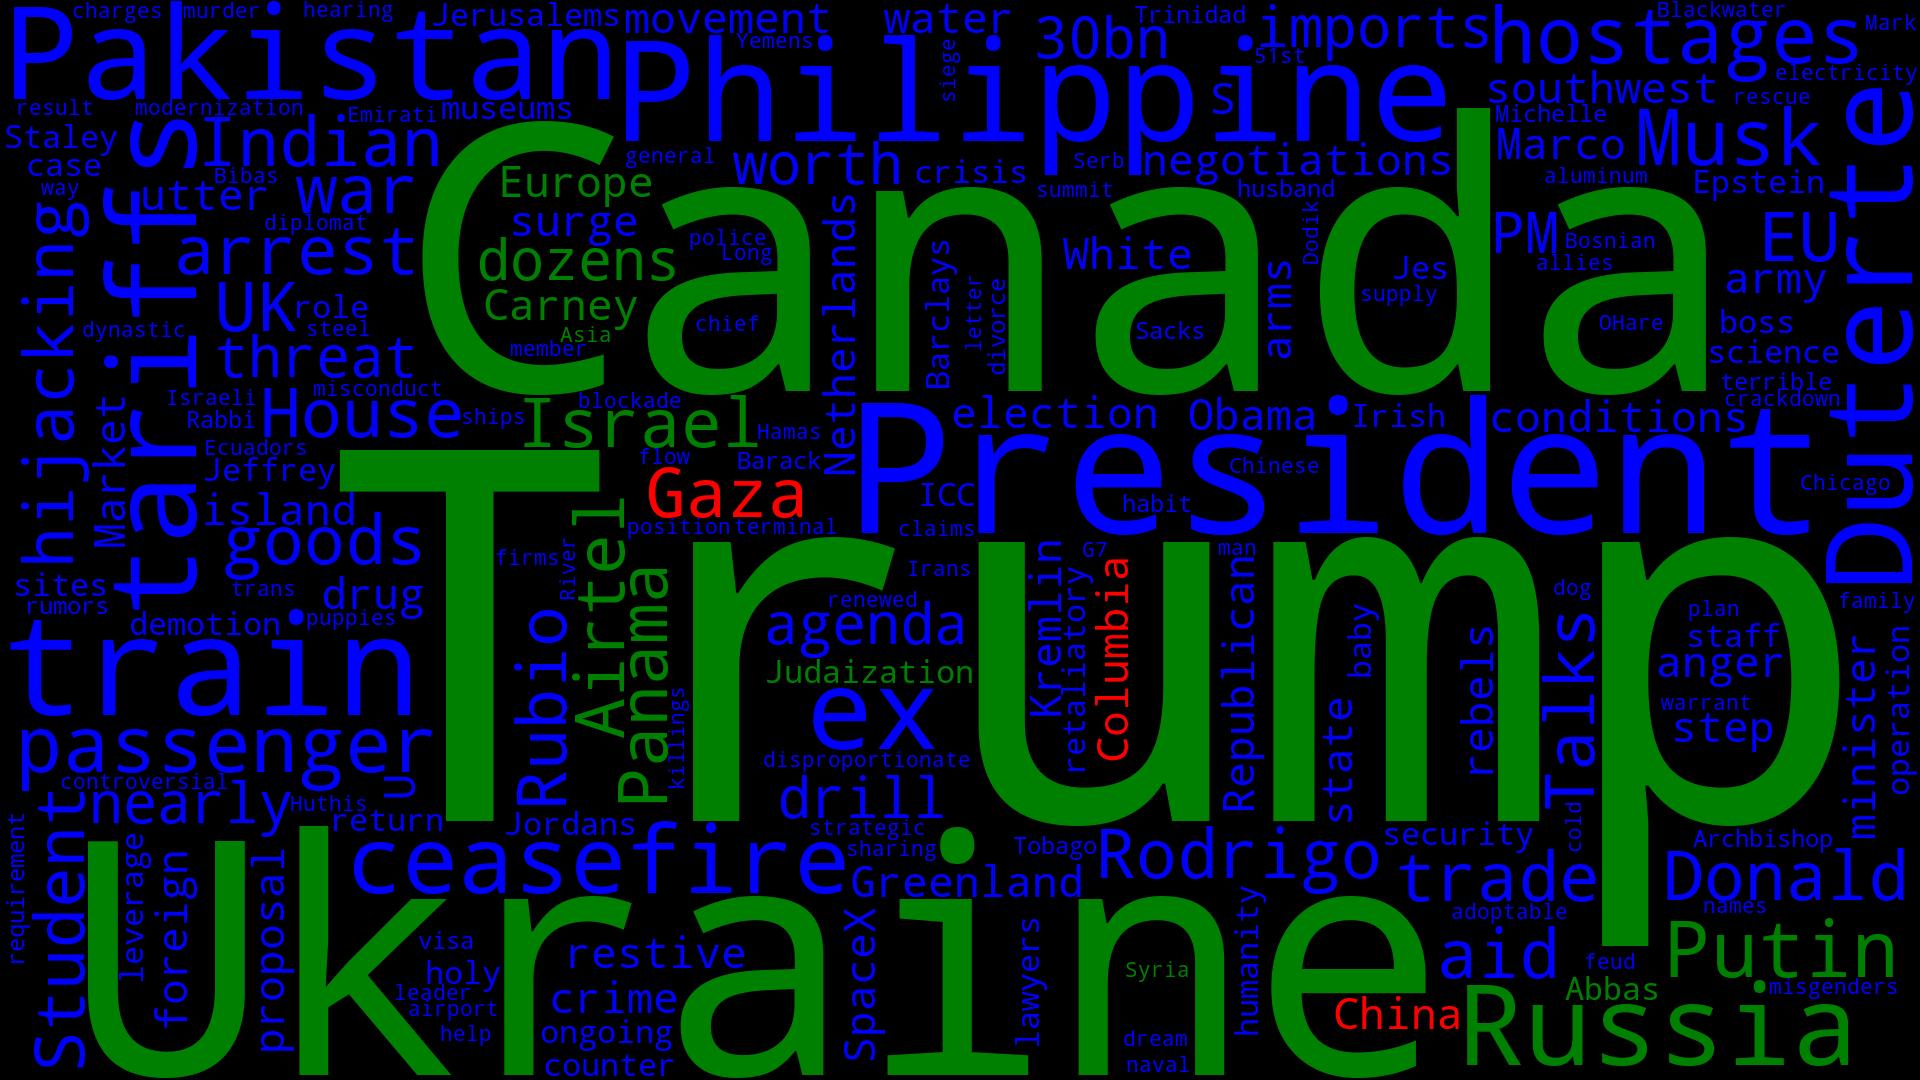 charges
murder
hearing
Jerusalems
movement
water
Trinidad
imports
Blackwater
Mark
Pakistan
Yemens
30bn
hostages
Philippine
siege
51st
electricity
southwest
rescue
result
modernization
Emirati
museums
S
Michelle
Staley
Indian
Marco
Musk
case
general
worth
crisis
Serb
negotiations
way
Bibas
utter
war
Europe
summit
husband
aluminum
Epstein
Duterte
tariffs
diplomat
surge
Canada
police
Long
Netherlands
White
Dodik
PM
Bosnian
EU
arrest
dozens
Barclays
arms
Jes
allies
army
hijacking
UK
role
Carney
chief
letter
divorce
Sacks
supply
OHare
boss
dynastic
steel
Asia
member
science
threat
terrible
Israeli
misconduct
blockade
crackdown
Rabbi
House
ships
Israel
Hamas
election
Obama
Irish
conditions
Market
Ecuadors
flow
Barack
President
Chinese
Jeffrey
Gaza
ICC
habit
Chicago
island
position
terminal
claims
goods
Trump
Airtel
firms
River
Irans
Kremlin
G7
man
sites
trans
drug
Panama
renewed
Columbia
dog
family
rumors
demotion
puppies
Rubio
agenda
retaliatory
Republican
baby
Talks
plan
staff
train
Judaization
rebels
anger
minister
operation
ex
killings
state
warrant
step
passenger
disproportionate
controversial
U
drill
nearly
Huthis
return
Jordans
strategic
cold
requirement
Student
leverage
foreign
proposal
ceasefire
sharing
Tobago
Rodrigo
security
Archbishop
Greenland
trade
Donald
Ukraine
names
adoptable
visa
restive
SpaceX
lawyers
humanity
aid
feud
Putin
holy
Syria
leader
crime
Abbas
misgenders
airport
China
Russia
help
ongoing
dream
counter
naval